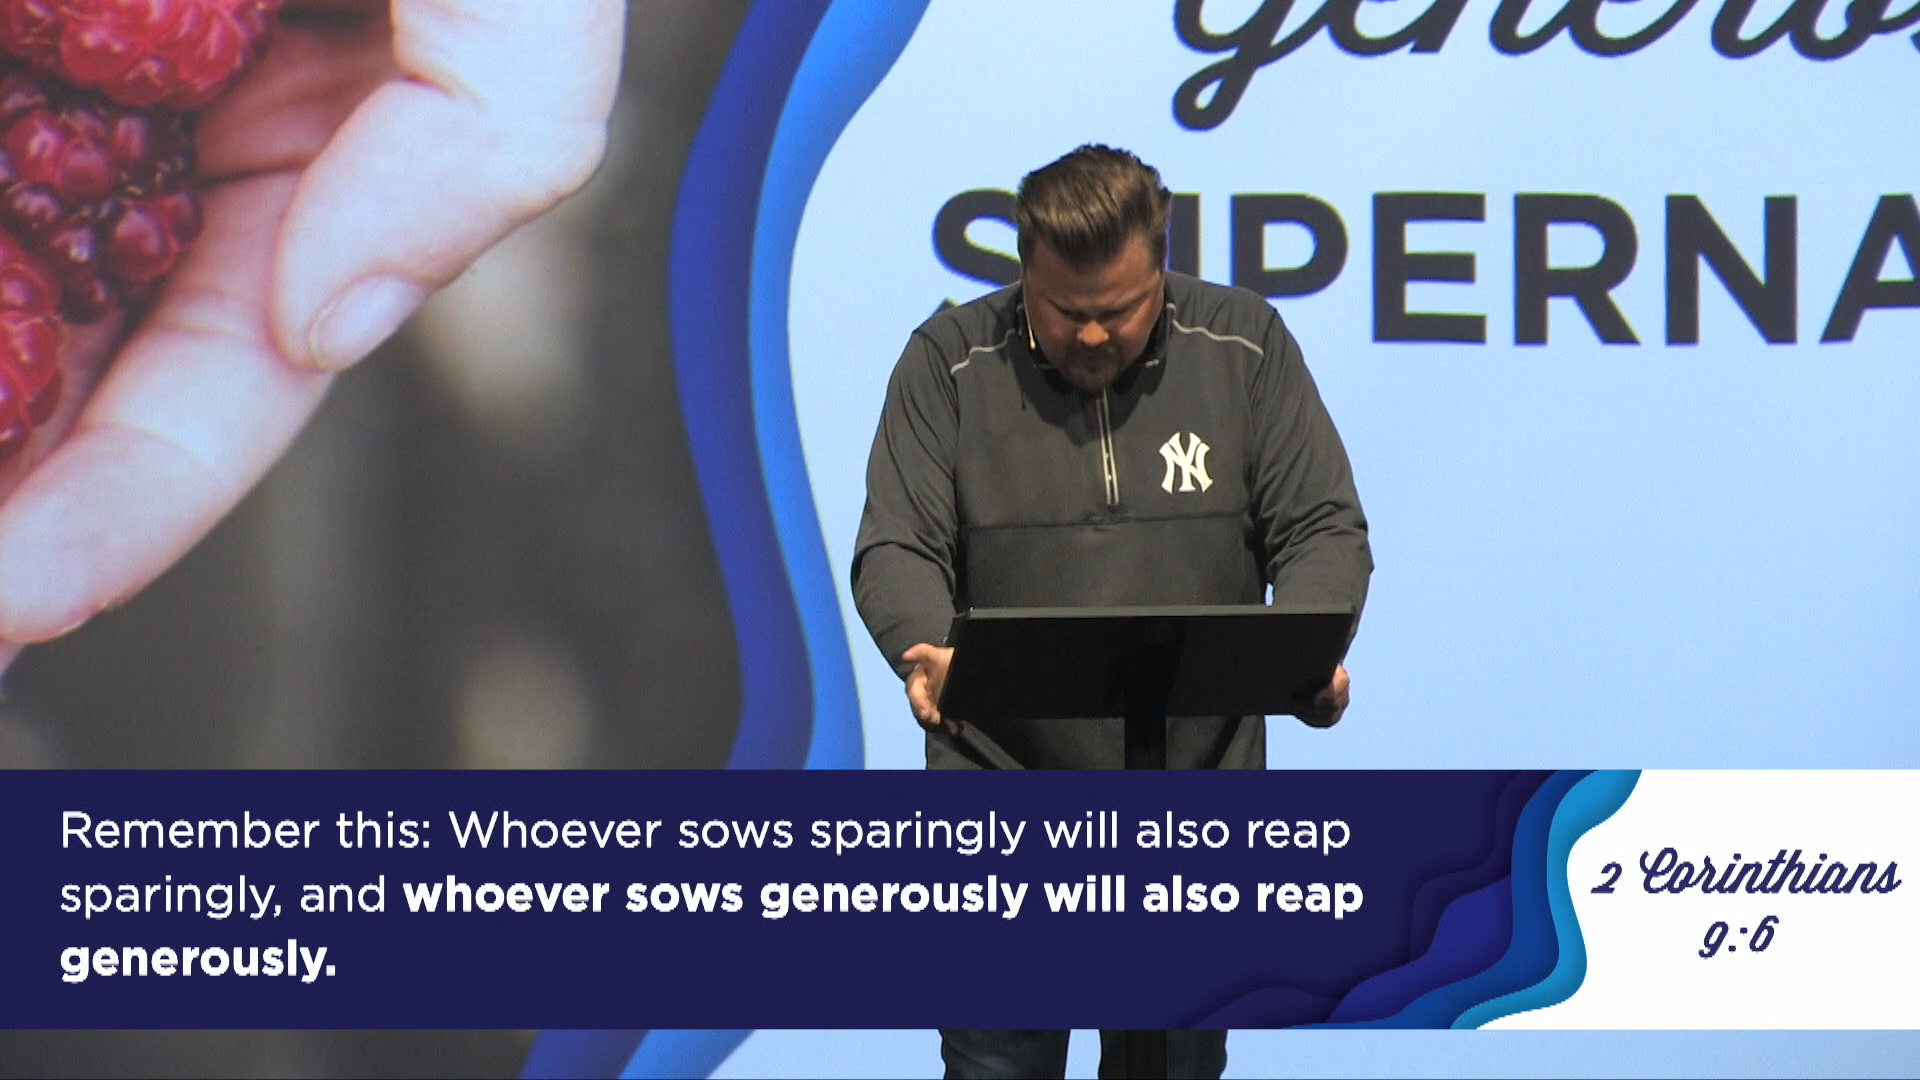 Remember this: Whoever sows sparingly will also reap
sparingly, and whoever sows generously will also reap
generously.
2 Corinthians
9:6
NY